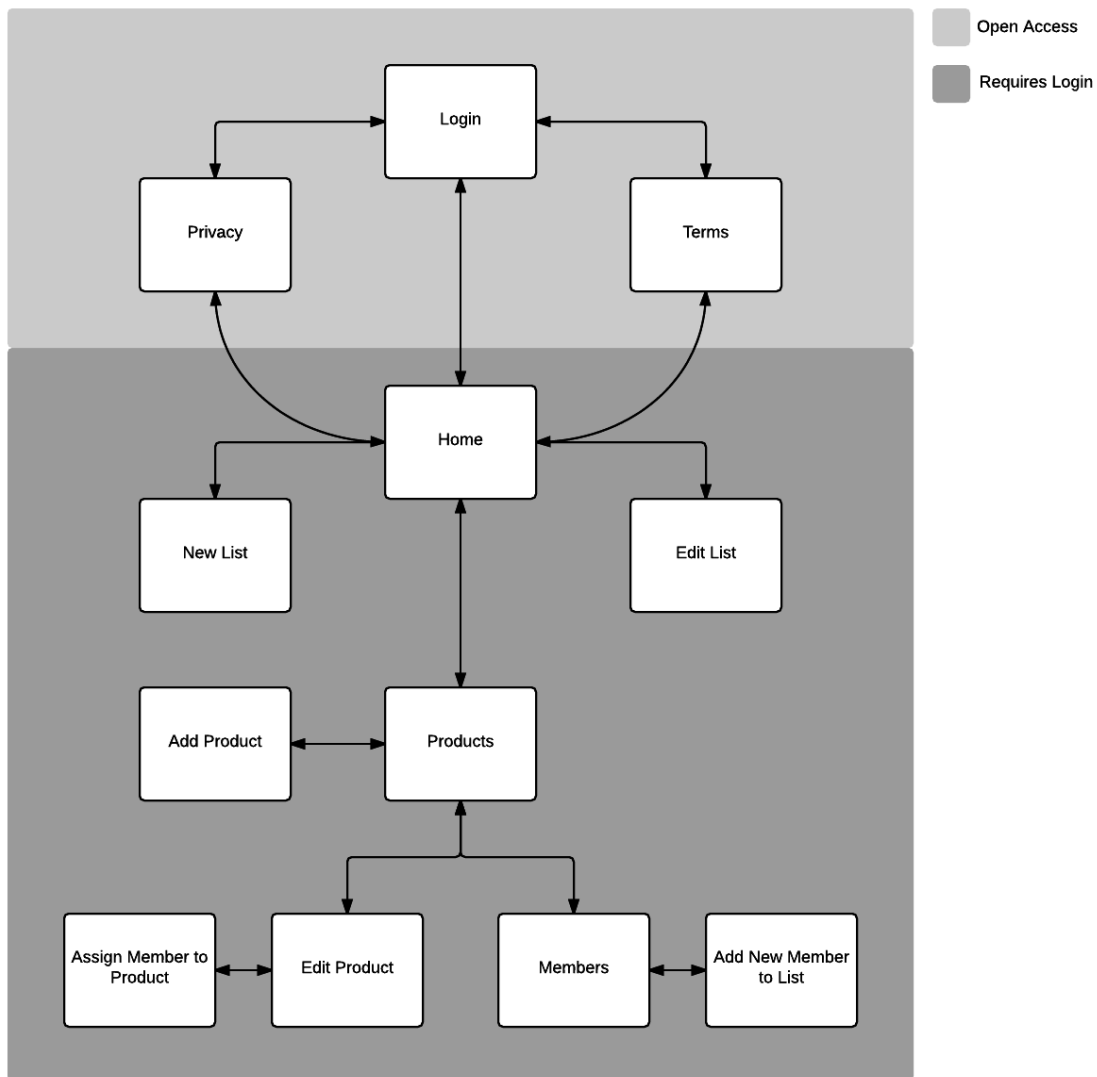 Open Access
Requires Login
Login
Privacy
Terms
Home
New List
Edit List
Add Product
Products
Assign Member to
Product
Edit Product
Members
Add New Member
to List